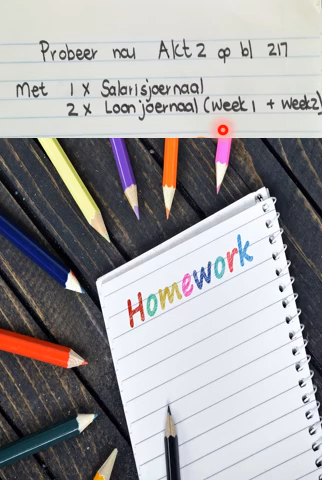 Probeer nou Akt 2 op bl 217
Met 1 x Salarisjoernaal
2 x Loonjoernaal (week 1 + week 2)
Homework